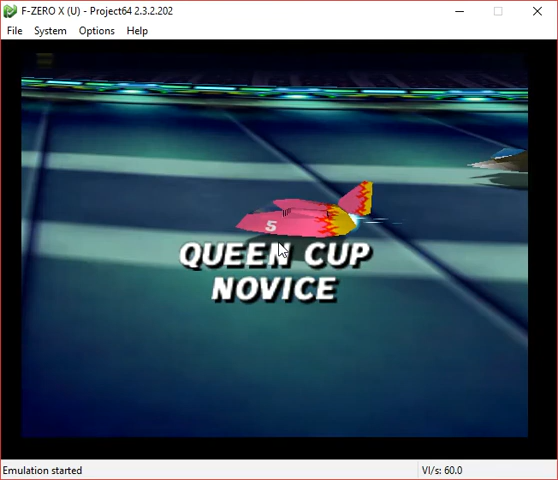 F-ZERO X (U) - Project64 2.3.2.202
File System Options Help
5
QUEEN CUP
NOVICE
Emulation started VI/s: 60.0